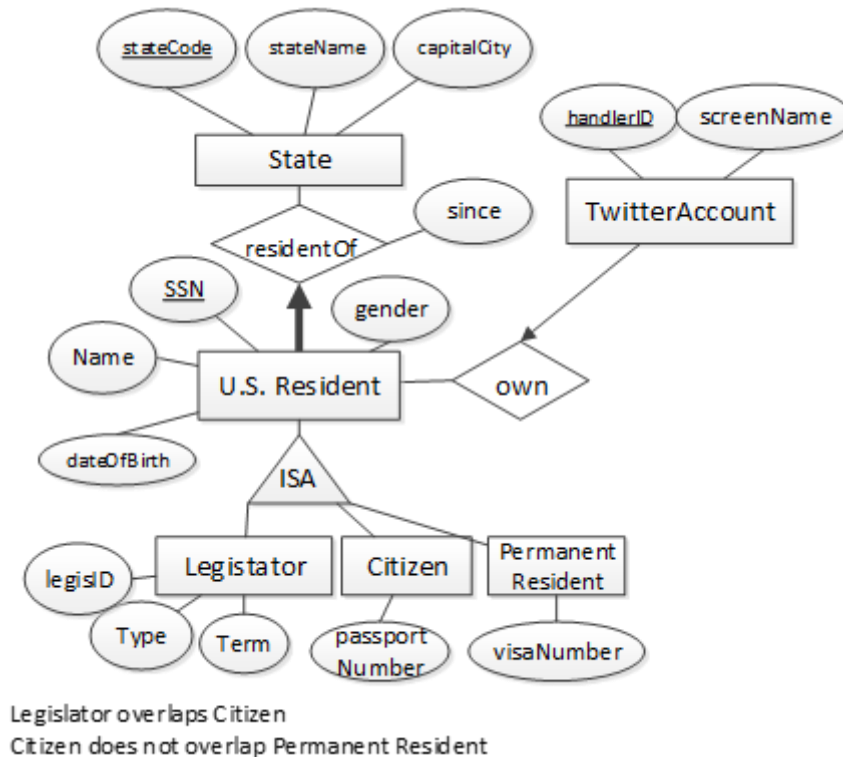 stateCode
stateName
capitalCity
handlerID
screenName
State
TwitterAccount
since
residentOf
SSN
gender
Name
U.S. Resident
own
dateOfBirth
ISA
Legistator
Citizen
Permanent
Resident
legisID
Type
Term
passport
Number
visaNumber
Legislator overlaps Citizen
Citizen does not overlap Permanent Resident